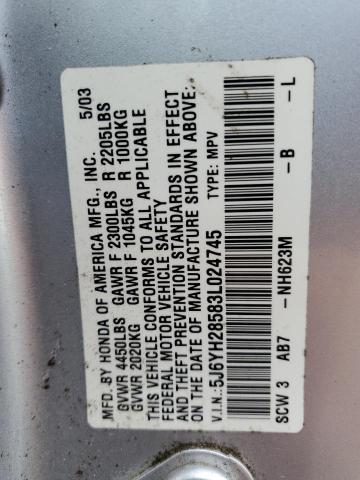 MFD. BY HONDA OF AMERICA MFG., INC. 5/03
GVWR 4450LBS GAWR F 2300LBS R 2205LBS
GVWR 2020KG GAWR F 1045KG R 1000KG
THIS VEHICLE CONFORMS TO ALL APPLICABLE
FEDERAL MOTOR VEHICLE SAFETY
AND THEFT PREVENTION STANDARDS IN EFFECT
ON THE DATE OF MANUFACTURE SHOWN ABOVE.
V.I.N.: 5J6YH28583L024745 TYPE: MPV
SCW 3 AB7 - NH623M - B - L